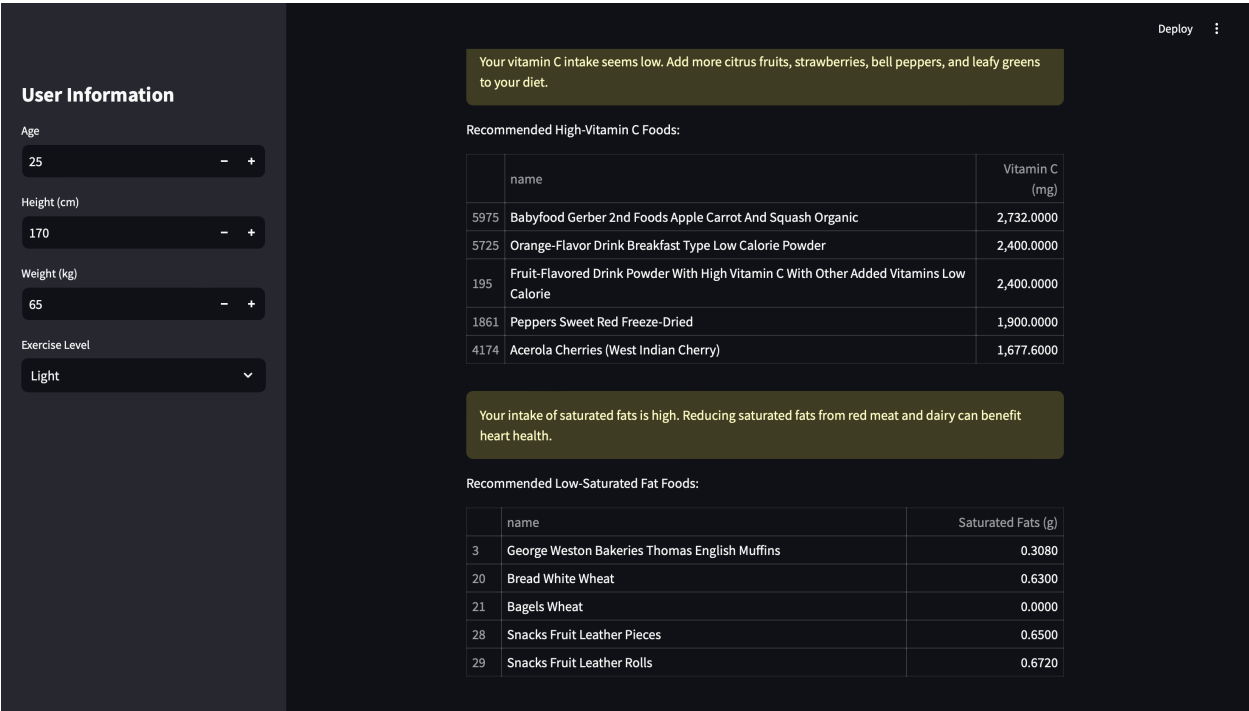 Deploy
User Information
Age
25
Height (cm)
170
Weight (kg)
65
Exercise Level
Light
Your vitamin C intake seems low. Add more citrus fruits, strawberries, bell peppers, and leafy greens
to your diet.
Recommended High-Vitamin C Foods:
name Vitamin C
(mg)
5975 Babyfood Gerber 2nd Foods Apple Carrot And Squash Organic 2,732.0000
5725 Orange-Flavor Drink Breakfast Type Low Calorie Powder 2,400.0000
195 Fruit-Flavored Drink Powder With High Vitamin C With Other Added Vitamins Low
Calorie 2,400.0000
1861 Peppers Sweet Red Freeze-Dried 1,900.0000
4174 Acerola Cherries (West Indian Cherry) 1,677.6000
Your intake of saturated fats is high. Reducing saturated fats from red meat and dairy can benefit
heart health.
Recommended Low-Saturated Fat Foods:
name Saturated Fats (g)
3 George Weston Bakeries Thomas English Muffins 0.3080
20 Bread White Wheat 0.6300
21 Bagels Wheat 0.0000
28 Snacks Fruit Leather Pieces 0.6500
29 Snacks Fruit Leather Rolls 0.6720